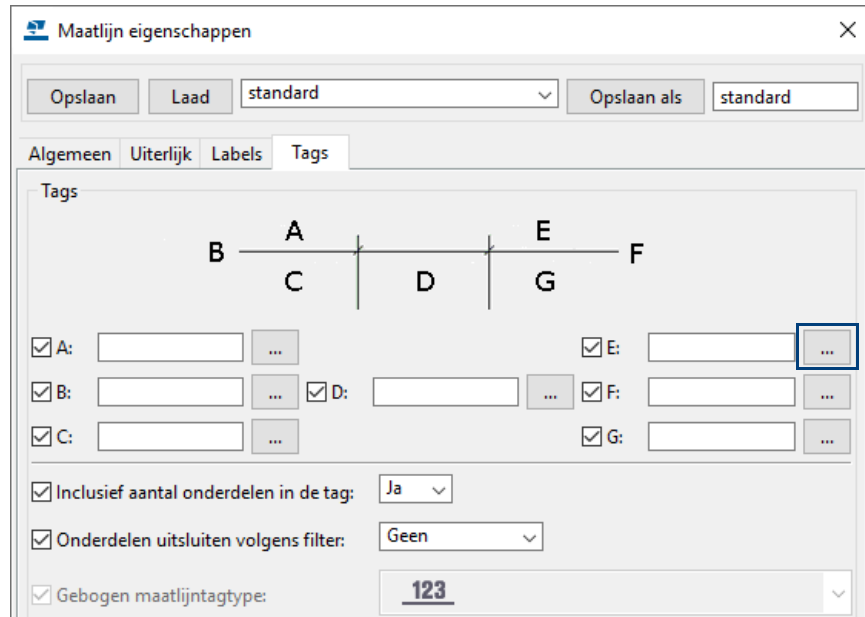 Maatlijn eigenschappen
Opslaan Laad standard Opslaan als standard
Algemeen Uiterlijk Labels Tags
Tags
A E
B F
C D G
A: ... E: ...
B: ... D: ... F: ...
C: ... G: ...
Inclusief aantal onderdelen in de tag: Ja
Onderdelen uitsluiten volgens filter: Geen
Gebogen maatlijntagtype: 123